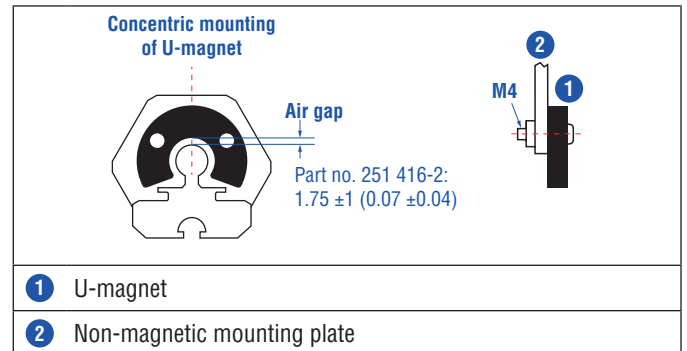 Concentric mounting
of U-magnet
Air gap
Part no. 251 416-2:
1.75 ±1 (0.07 ±0.04)
2
1
M4
1 U-magnet
2 Non-magnetic mounting plate